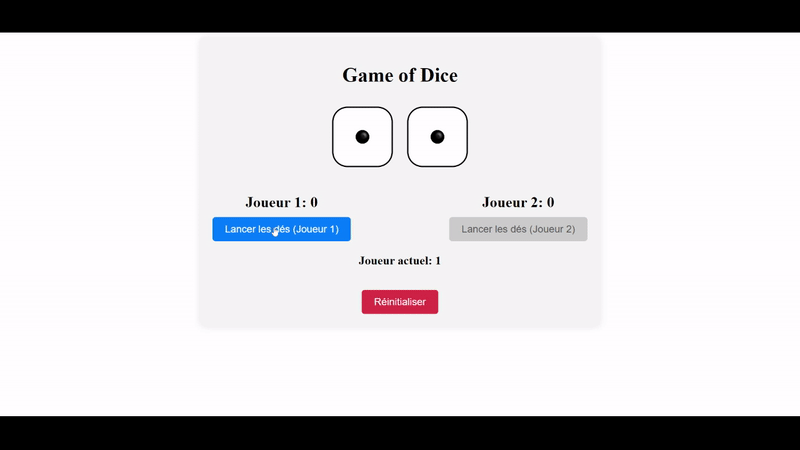 Game of Dice
Joueur 1: 0
Joueur 2: 0
Lancer les dés (Joueur 1)
Lancer les dés (Joueur 2)
Joueur actuel: 1
Réinitialiser